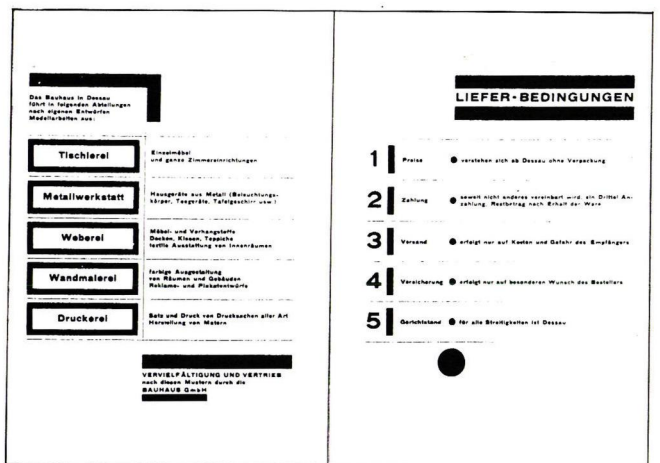 Das Bauhaus in Dessau
führt in folgenden Abteilungen
nach eigenen Entwürfen
Modellarbeiten aus:
Tischlerei
Einzelmöbel
und ganze Zimmereinrichtungen
Metallwerkstatt
Hausgeräte aus Metall (Beleuchtungs-
körper, Teegeräte, Tafelgeschirr usw.)
Weberei
Möbel- und Vorhangstoffe
Decken, Kissen, Teppiche
textile Ausstattung von Innenräumen
Wandmalerei
farbige Ausgestaltung
von Räumen und Gebäuden
Reklame- und Plakatentwürfe
Druckerei
Satz und Druck von Drucksachen aller Art
Herstellung von Matern
VERVIELFÄLTIGUNG UND VERTRIEB
nach diesen Mustern durch die
BAUHAUS GmbH
LIEFER-BEDINGUNGEN
1 Preise ● verstehen sich ab Dessau ohne Verpackung
2 Zahlung ● soweit nicht anderes vereinbart wird, ein Drittel An-
zahlung, Restbetrag nach Erhalt der Ware
3 Versand ● erfolgt nur auf Kosten und Gefahr des Empfängers
4 Versicherung ● erfolgt nur auf besonderen Wunsch des Bestellers
5 Gerichtstand ● für alle Streitigkeiten ist Dessau